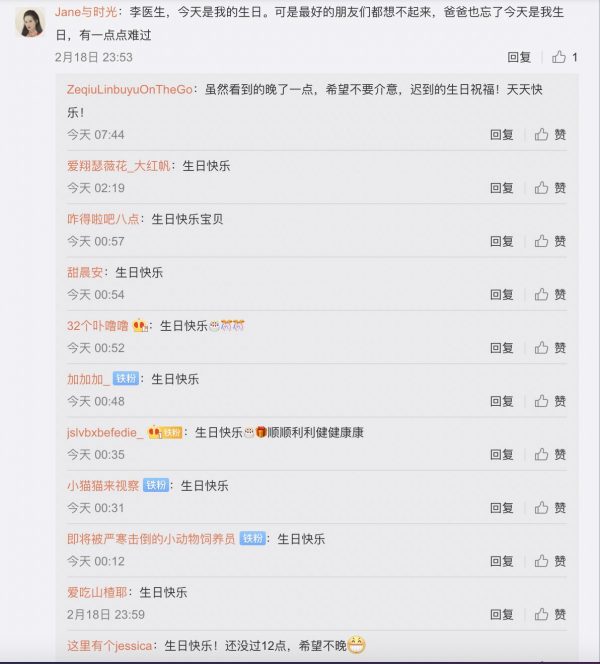 Jane与时光：李医生，今天是我的生日。可是最好的朋友们都想不起来，爸爸也忘了今天是我生
日，有一点点难过
2月18日 23:53 回复 1
ZeqiuLinbuyuOnTheGo：虽然看到的晚了一点，希望不要介意，迟到的生日祝福！天天快
乐！
今天 07:44 回复 赞
爱翔瑟薇花_大红帆：生日快乐
今天 02:19 回复 赞
咋得啦吧八点：生日快乐宝贝
今天 00:57 回复 赞
甜晨安：生日快乐
今天 00:54 回复 赞
32个卟噜噜：生日快乐
今天 00:52 回复 赞
加加加_ 铁粉：生日快乐
今天 00:48 回复 赞
jslvbxbefedie_ 铁粉：生日快乐顺顺利利健健康康
今天 00:35 回复 赞
小猫猫来视察 铁粉：生日快乐
今天 00:31 回复 赞
即将被严寒击倒的小动物饲养员 铁粉：生日快乐
今天 00:12 回复 赞
爱吃山楂耶：生日快乐
2月18日 23:59 回复 赞
这里有个jessica：生日快乐！还没过12点，希望不晚